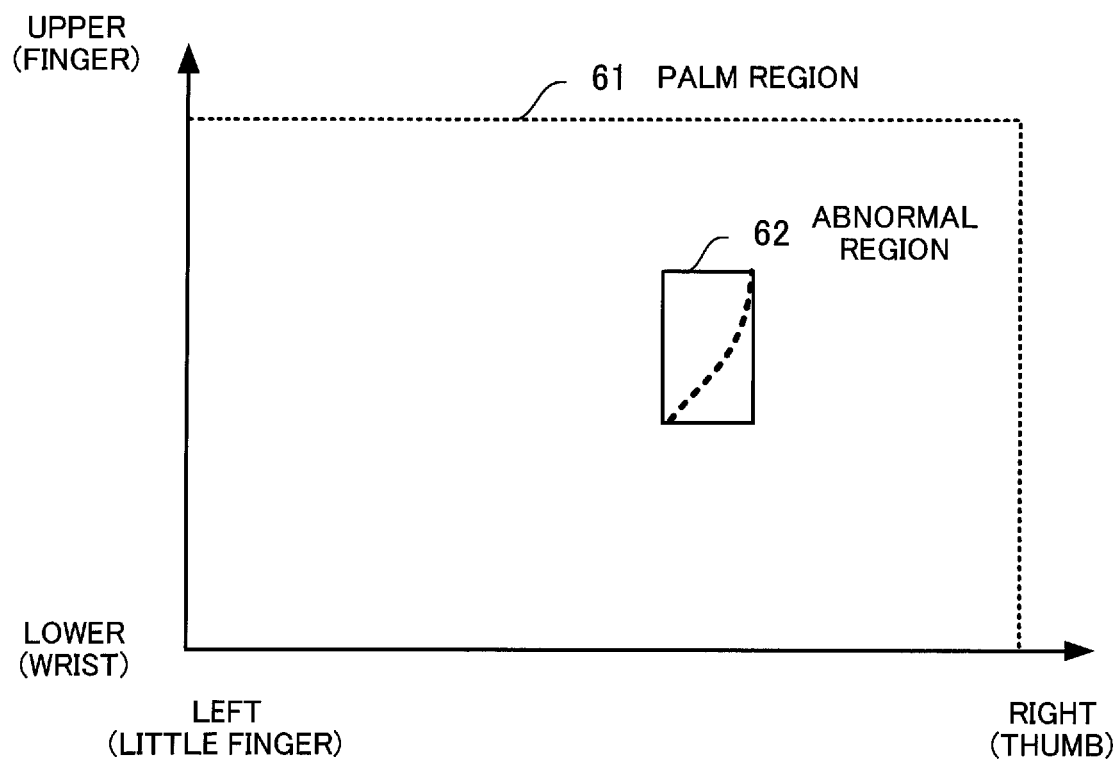 UPPER
(FINGER)
61 PALM REGION
62 ABNORMAL
REGION
LOWER
(WRIST)
LEFT
(LITTLE FINGER)
RIGHT
(THUMB)